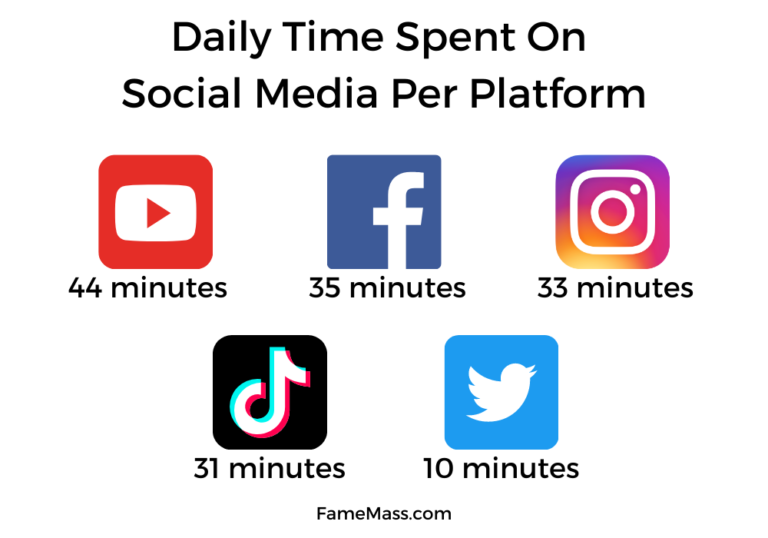 Daily Time Spent On
Social Media Per Platform
44 minutes
35 minutes
33 minutes
31 minutes
10 minutes
FameMass.com